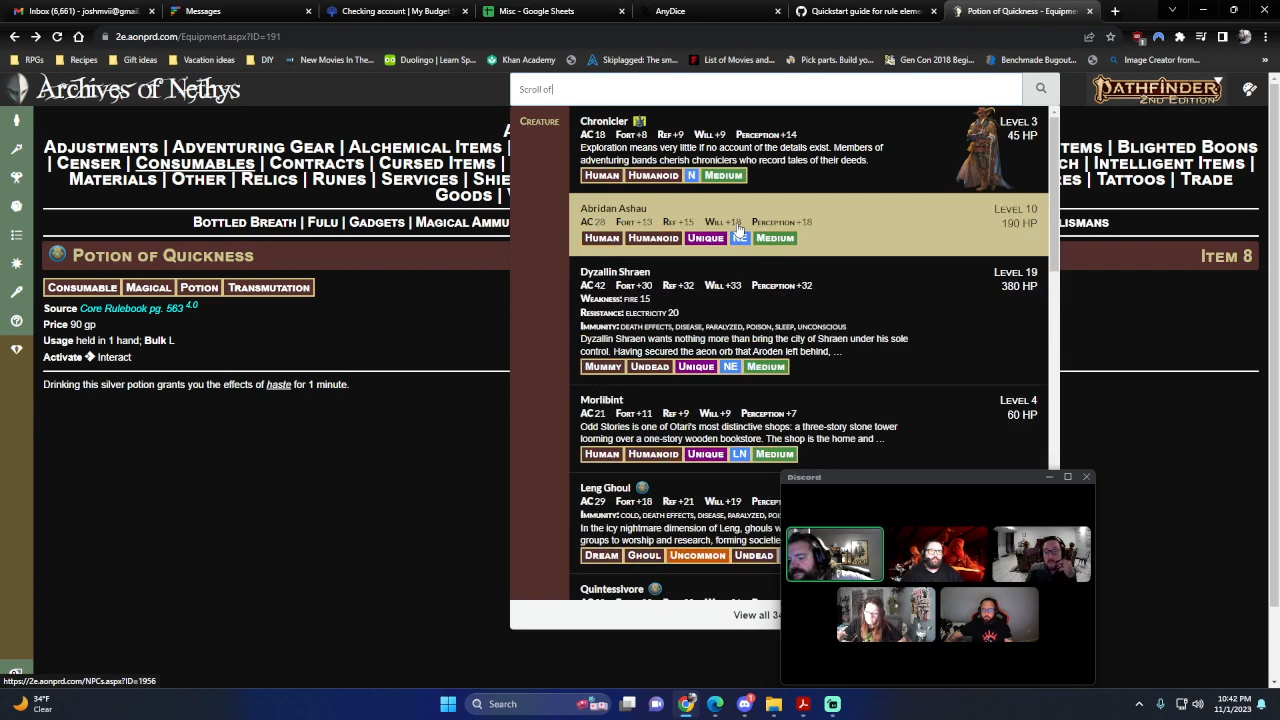 Inbox (6,661) - joshmvii@gmail
Messages
Checking account | My Budget
Misc - Google Sheets
AnyDice
Quickstart guide for rule eleme
Potion of Quickness - Equipme
2e.aonprd.com/Equipment.aspx?ID=191
RPGs
Recipes
Gift ideas
Vacation ideas
DIY
New Movies In The...
Duolingo | Learn Sp...
Khan Academy
Skiplagged: The sm...
List of Movies and...
Pick parts. Build yo...
Gen Con 2018 Begi...
Benchmade Bugout...
Image Creator from...
Archives of Nethys
Scroll of
PATHFINDER
2ND EDITION
ADJUSTMENTS | ADVENTURING GEAR | ALCHEMICAL ITEMS
TEMS | BLIGHTED BOONS
| CENSER | CONSUMABLES | CONTRACTS | CURSED ITEMS
CH | INTELLIGENT ITEMS
MATERIALS | OTHER | RELICS | RUNES | SERVICES | SHIE
RES | TATTOOS | TRADE
GOODS |
BOTTLED BREATH | FULU | GADGETS | MAGICAL AMMU
LISMANS
POTION OF QUICKNESS
ITEM 8
CONSUMABLE
MAGICAL
POTION
TRANSMUTATION
Source Core Rulebook pg. 563 4.0
Price 90 gp
Usage held in 1 hand; Bulk L
Activate Interact
Drinking this silver potion grants you the effects of haste for 1 minute.
CREATURE
Chronicler
LEVEL 3
AC 18 FORT +8 REF +9 WILL +9 PERCEPTION +14
45 HP
Exploration means very little if no account of the details exist. Members of
adventuring bands cherish chroniclers who record tales of their deeds.
HUMAN
HUMANOID
N
MEDIUM
Abridan Ashau
LEVEL 10
AC 28 FORT +13 REF +15 WILL +18 PERCEPTION +18
190 HP
HUMAN
HUMANOID
UNIQUE
NE
MEDIUM
Dyzallin Shraen
LEVEL 19
AC 42 FORT +30 REF +32 WILL +33 PERCEPTION +32
380 HP
WEAKNESS: FIRE 15
RESISTANCE: ELECTRICITY 20
IMMUNITY: DEATH EFFECTS, DISEASE, PARALYZED, POISON, SLEEP, UNCONSCIOUS
Dyzallin Shraen wants nothing more than bring the city of Shraen under his sole
control. Having secured the aeon orb that Aroden left behind, ...
MUMMY
UNDEAD
UNIQUE
NE
MEDIUM
Morlibint
LEVEL 4
AC 21 FORT +11 REF +9 WILL +9 PERCEPTION +7
60 HP
Odd Stories is one of Otari's most distinctive shops: a three-story stone tower
looming over a one-story wooden bookstore. The shop is the home and ...
HUMAN
HUMANOID
UNIQUE
LN
MEDIUM
Leng Ghoul
AC 29 FORT +18 REF +21 WILL +19 PERCEP
IMMUNITY: COLD, DEATH EFFECTS, DISEASE, PARALYZED, POI
In the icy nightmare dimension of Leng, ghouls w
groups to worship and research, forming societie
DREAM
GHOUL
UNCOMMON
UNDEAD
Quintessivore
View all 34
Discord
https://2e.aonprd.com/NPCs.aspx?ID=1956
34°F
Clear
Search
10:42 PM
11/1/2023